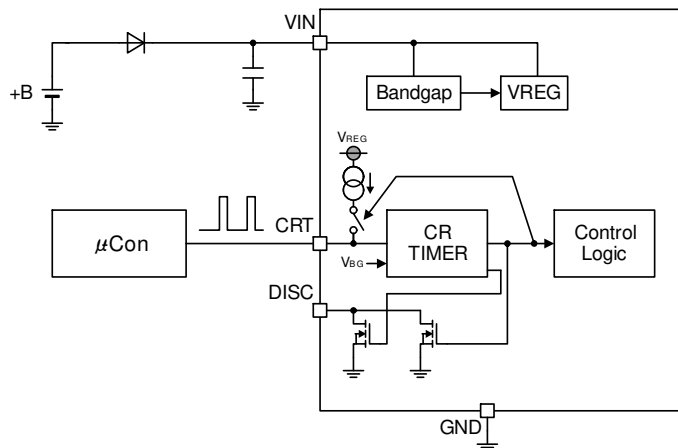 VIN
+B
Bandgap
VREG
VREG
μCon
CRT
CR
TIMER
Control
Logic
VBG
DISC
GND